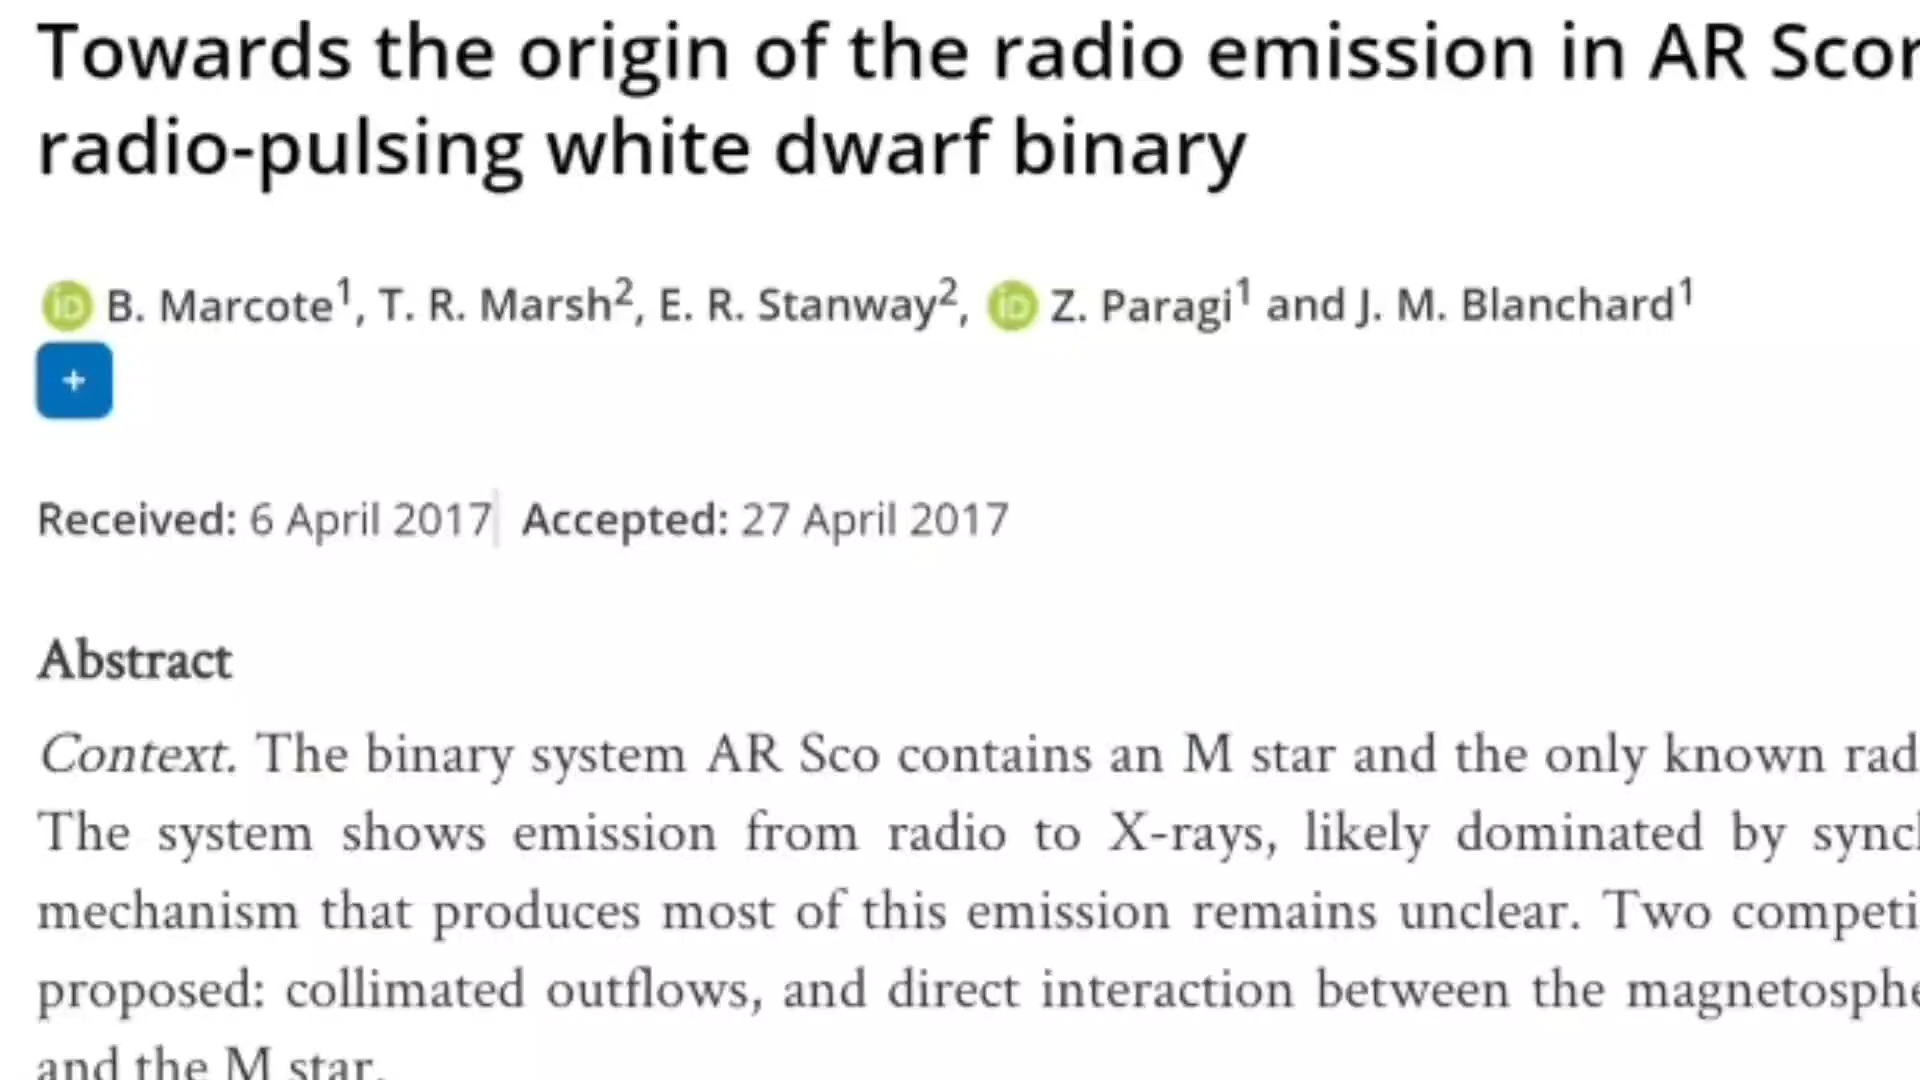 Towards the origin of the radio emission in AR Scor
radio-pulsing white dwarf binary
iD B. Marcote¹, T. R. Marsh², E. R. Stanway², iD Z. Paragi¹ and J. M. Blanchard¹
+
Received: 6 April 2017 Accepted: 27 April 2017
Abstract
Context. The binary system AR Sco contains an M star and the only known rad
The system shows emission from radio to X-rays, likely dominated by sync
mechanism that produces most of this emission remains unclear. Two competi
proposed: collimated outflows, and direct interaction between the magnetosphe
and the M star.